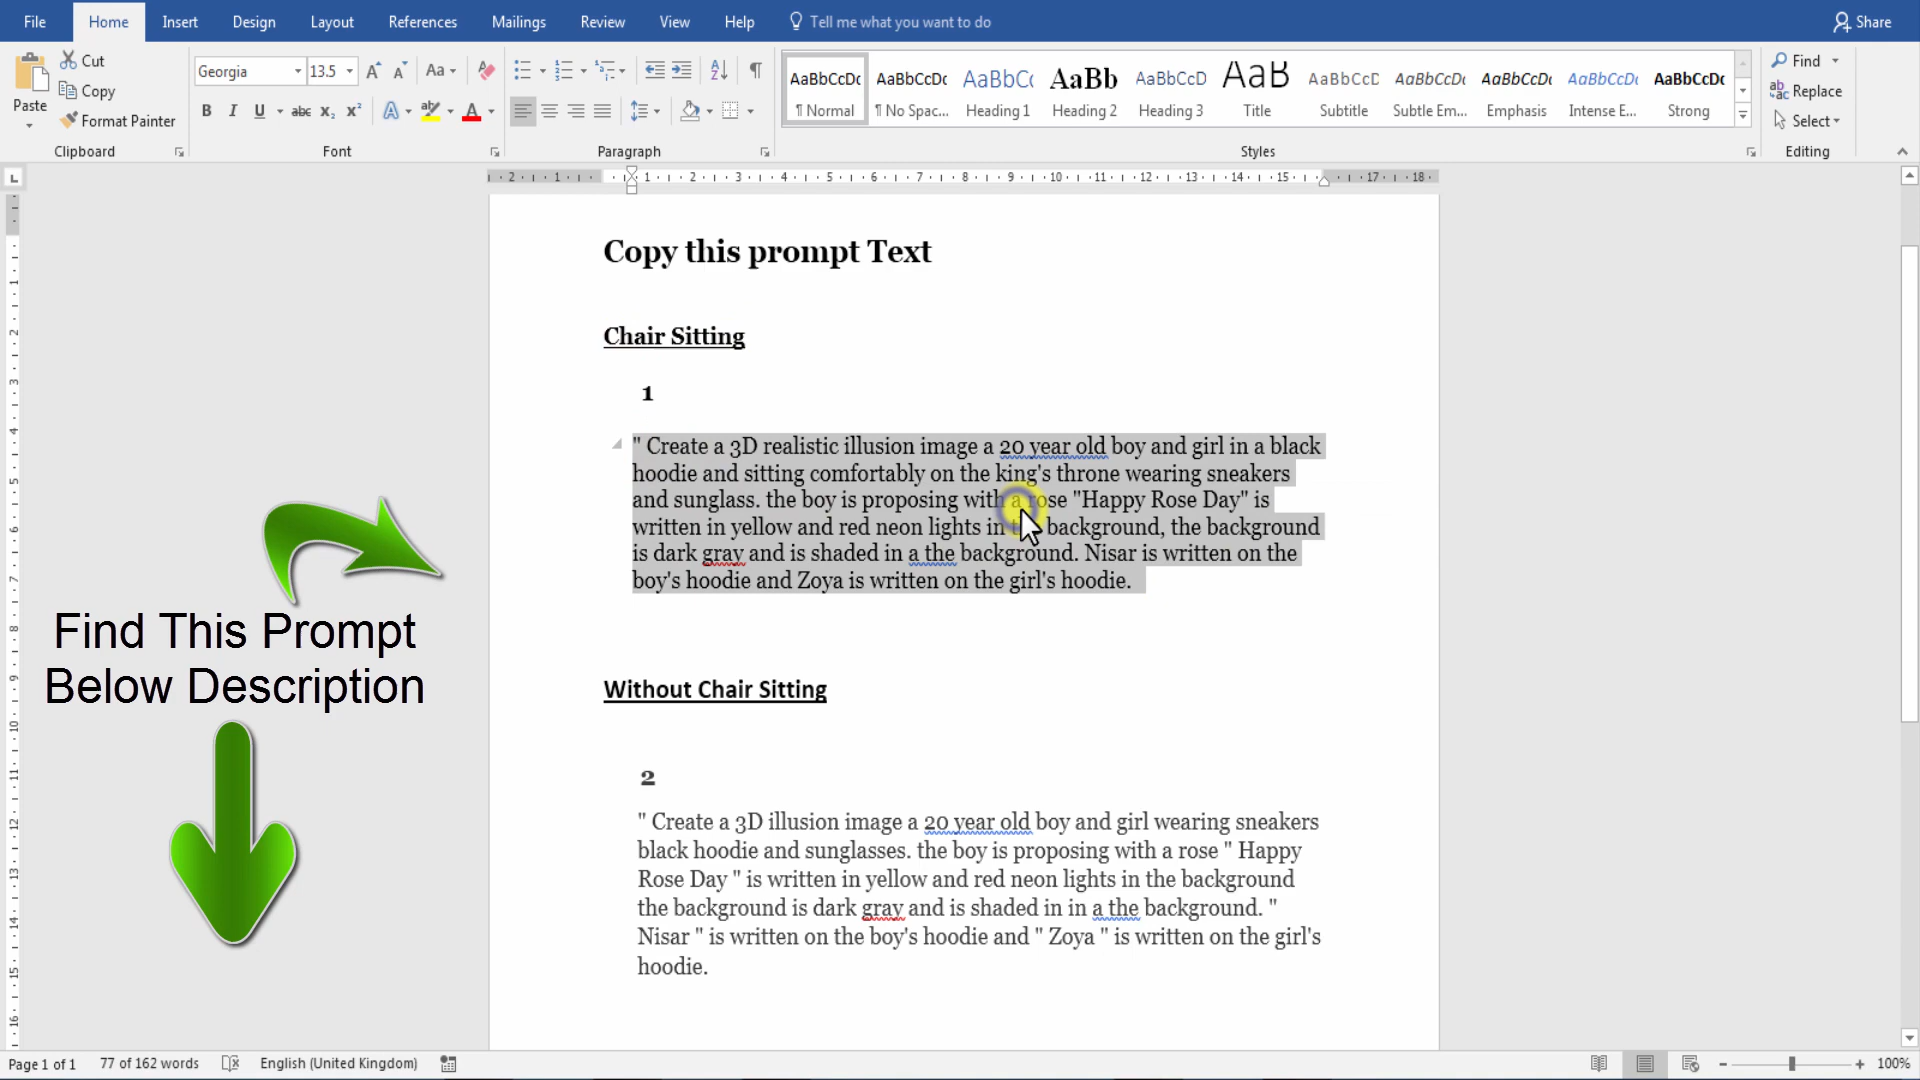 File Home Insert Design Layout References Mailings Review View Help Tell me what you want to do Share
Cut
Copy
Format Painter
Paste
Clipboard
Georgia 13.5
Font
Paragraph
AaBbCcDc AaBbCcDc AaBbCc AaBb AaBbCcD AaB AaBbCcD AaBbCcDc AaBbCcDc AaBbCcDc AaBbCcDc
¶ Normal ¶ No Spac... Heading 1 Heading 2 Heading 3 Title Subtitle Subtle Em... Emphasis Intense E... Strong
Styles
Find
Replace
Select
Editing
Copy this prompt Text
Chair Sitting
1
" Create a 3D realistic illusion image a 20 year old boy and girl in a black
hoodie and sitting comfortably on the king's throne wearing sneakers
and sunglass. the boy is proposing with a rose "Happy Rose Day" is
written in yellow and red neon lights in the background, the background
is dark gray and is shaded in a the background. Nisar is written on the
boy's hoodie and Zoya is written on the girl's hoodie.
Find This Prompt
Below Description
Without Chair Sitting
2
" Create a 3D illusion image a 20 year old boy and girl wearing sneakers
black hoodie and sunglasses. the boy is proposing with a rose " Happy
Rose Day " is written in yellow and red neon lights in the background
the background is dark gray and is shaded in in a the background. "
Nisar " is written on the boy's hoodie and " Zoya " is written on the girl's
hoodie.
Page 1 of 1 77 of 162 words English (United Kingdom) 100%